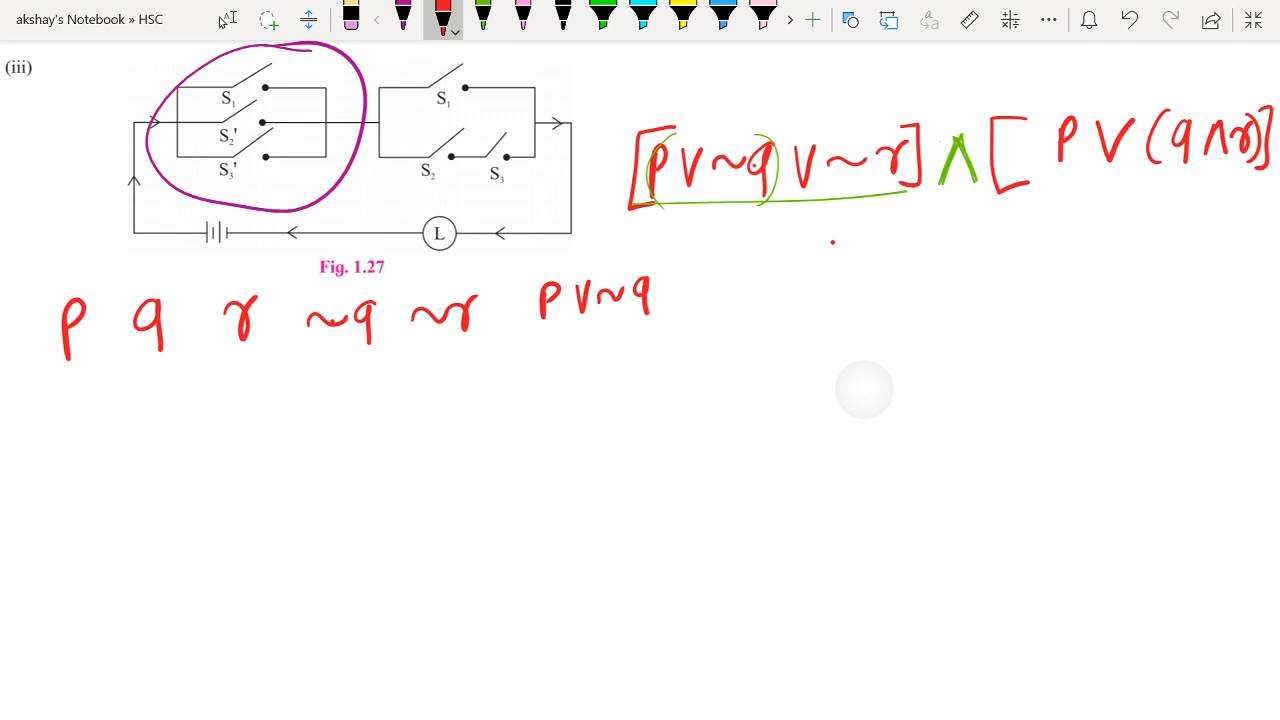 akshay's Notebook » HSC
(iii)
S₁
S₂'
S₃'
S₁
S₂ S₃
L
Fig. 1.27
[(p ∨ ~q) ∨ ~r] ∧ [ p ∨ (q ∧ r)]
p q r ~q ~r p ∨ ~q